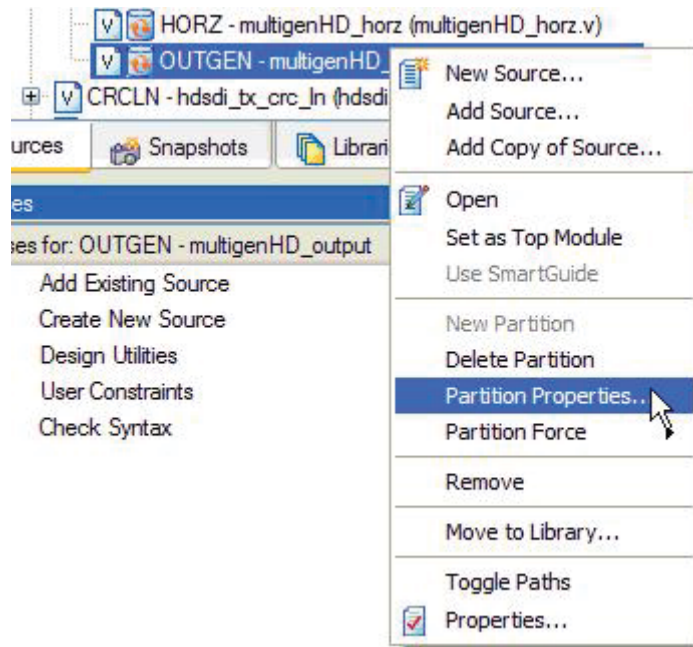 V HORZ - multigenHD_horz (multigenHD_horz.v)
V OUTGEN - multigenHD_
V CRCLN - hdsdi_tx_crc_ln (hdsdi
urces Snapshots Librari
es
ses for: OUTGEN - multigenHD_output
Add Existing Source
Create New Source
Design Utilities
User Constraints
Check Syntax
New Source...
Add Source...
Add Copy of Source...
Open
Set as Top Module
Use SmartGuide
New Partition
Delete Partition
Partition Properties...
Partition Force
Remove
Move to Library...
Toggle Paths
Properties...